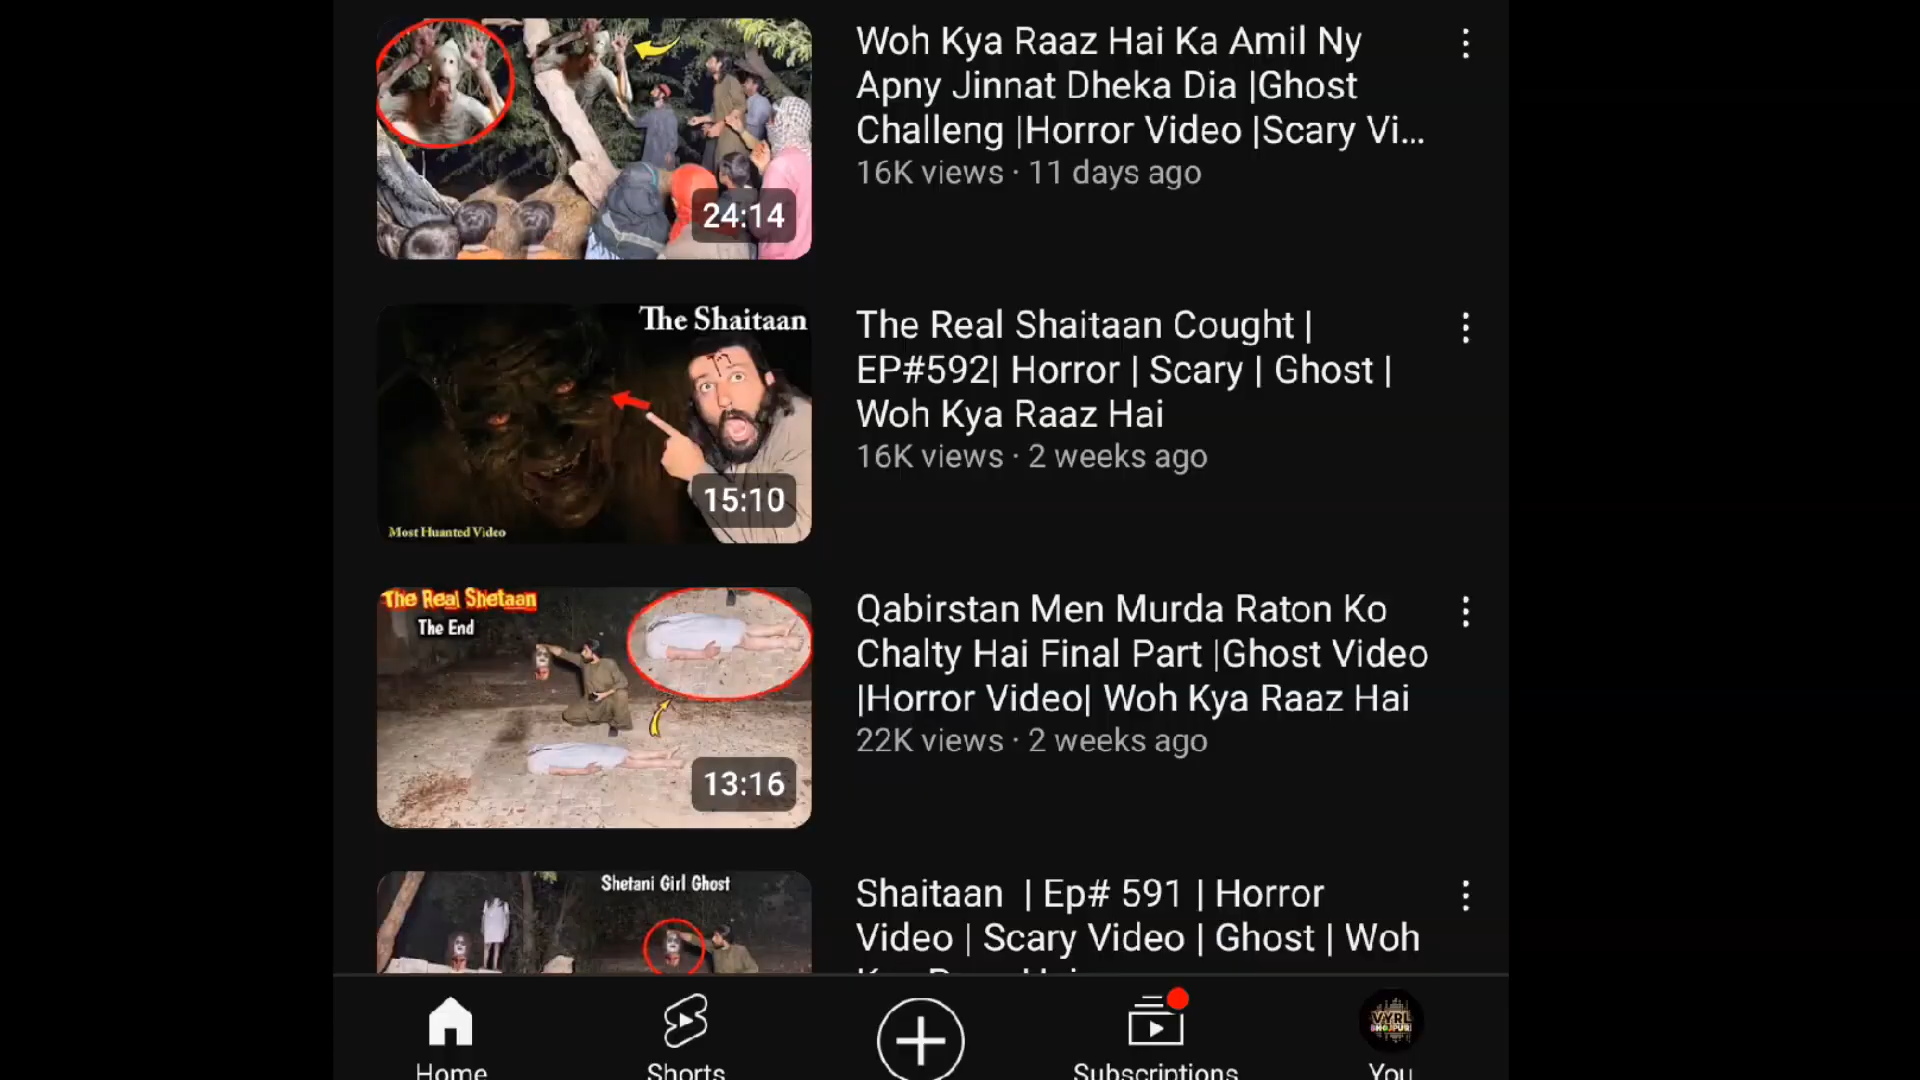 Woh Kya Raaz Hai Ka Amil Ny
Apny Jinnat Dheka Dia |Ghost
Challeng |Horror Video |Scary Vi...
16K views · 11 days ago
24:14
The Shaitaan
Most Huanted Video
15:10
The Real Shaitaan Cought |
EP#592| Horror | Scary | Ghost |
Woh Kya Raaz Hai
16K views · 2 weeks ago
The Real Shetaan
The End
13:16
Qabirstan Men Murda Raton Ko
Chalty Hai Final Part |Ghost Video
|Horror Video| Woh Kya Raaz Hai
22K views · 2 weeks ago
Shetani Girl Ghost
Shaitaan | Ep# 591 | Horror
Video | Scary Video | Ghost | Woh
Home
Shorts
Subscriptions
VYRL
BHOJPURI
You